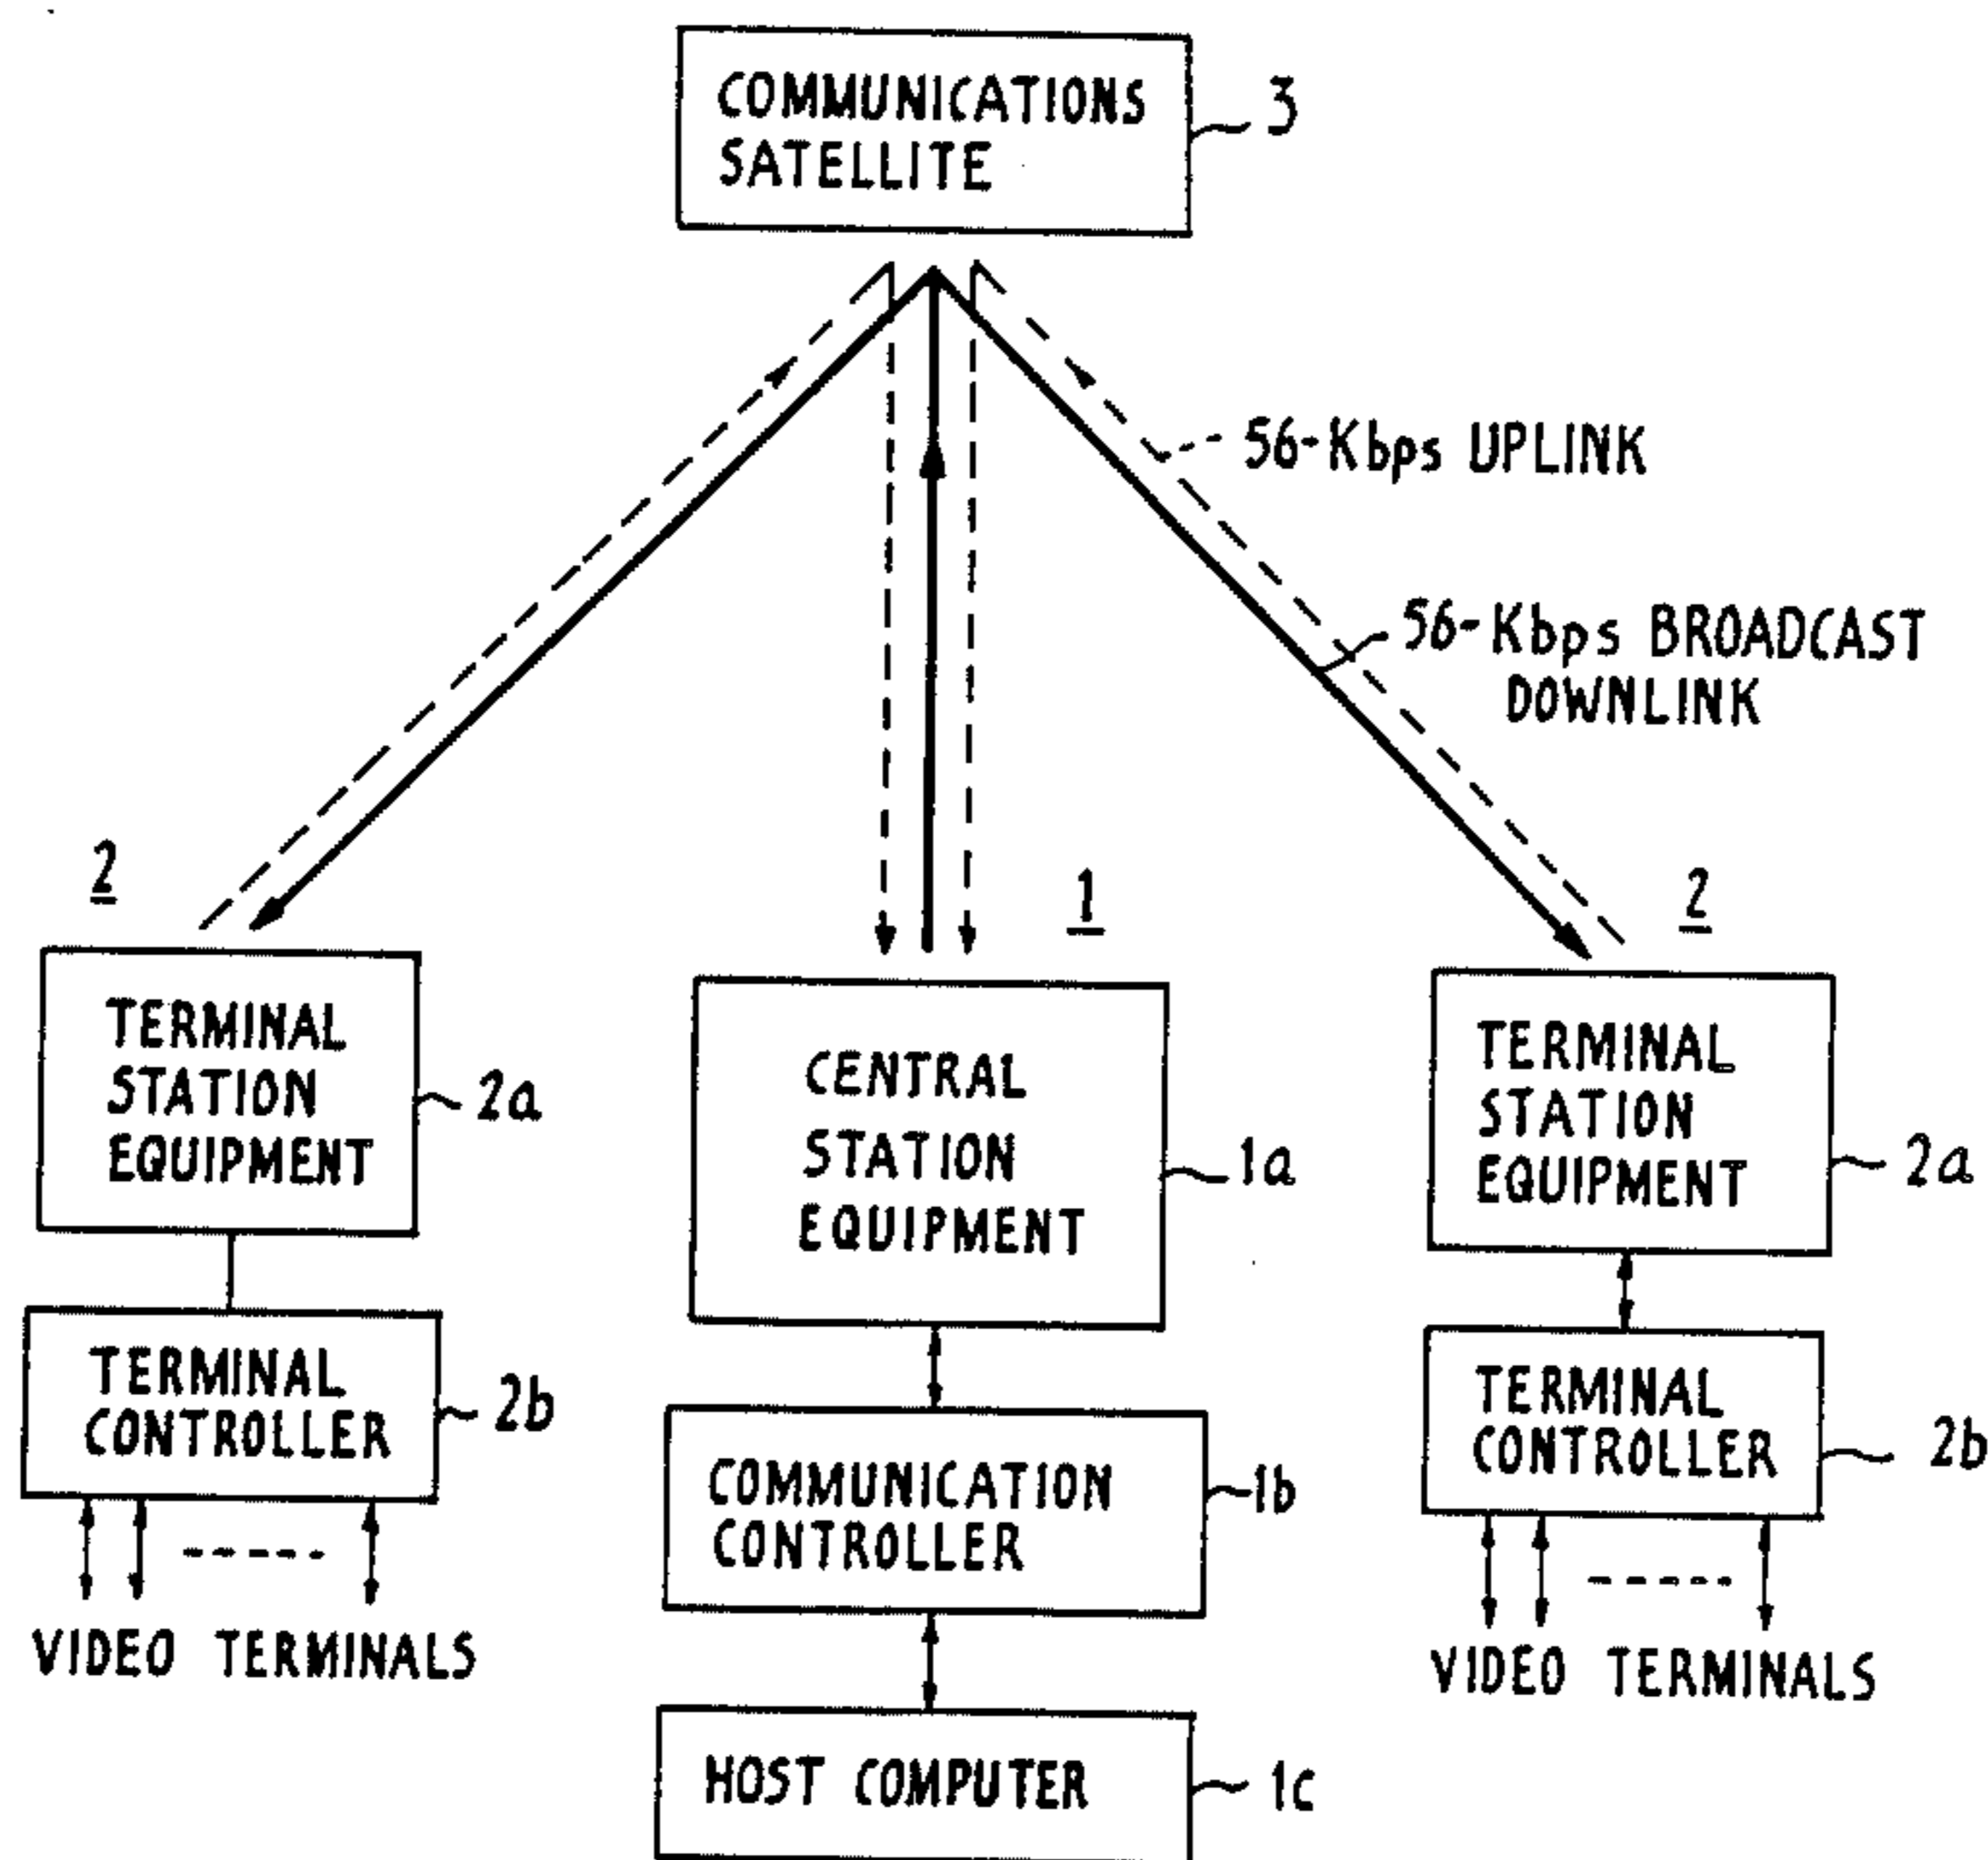 COMMUNICATIONS
SATELLITE
3
56-Kbps UPLINK
56-Kbps BROADCAST
DOWNLINK
2
1
2
TERMINAL
STATION
EQUIPMENT
2a
CENTRAL
STATION
EQUIPMENT
1a
TERMINAL
STATION
EQUIPMENT
2a
TERMINAL
CONTROLLER
2b
COMMUNICATION
CONTROLLER
1b
TERMINAL
CONTROLLER
2b
VIDEO TERMINALS
VIDEO TERMINALS
HOST COMPUTER
1c